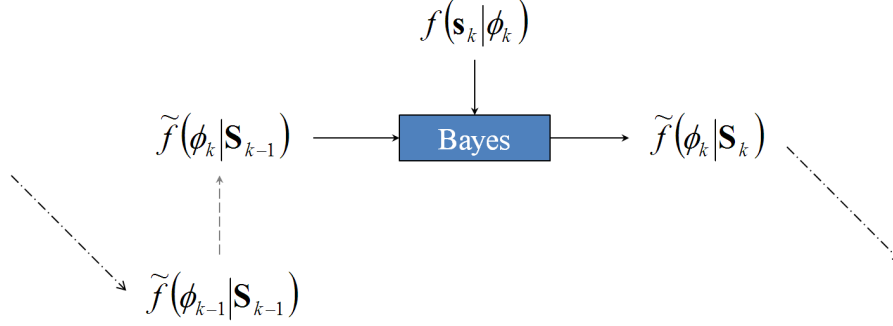 f(s_k|ϕ_k)
f̃(ϕ_k|S_{k−1})
Bayes
f̃(ϕ_k|S_k)
f̃(ϕ_{k−1}|S_{k−1})